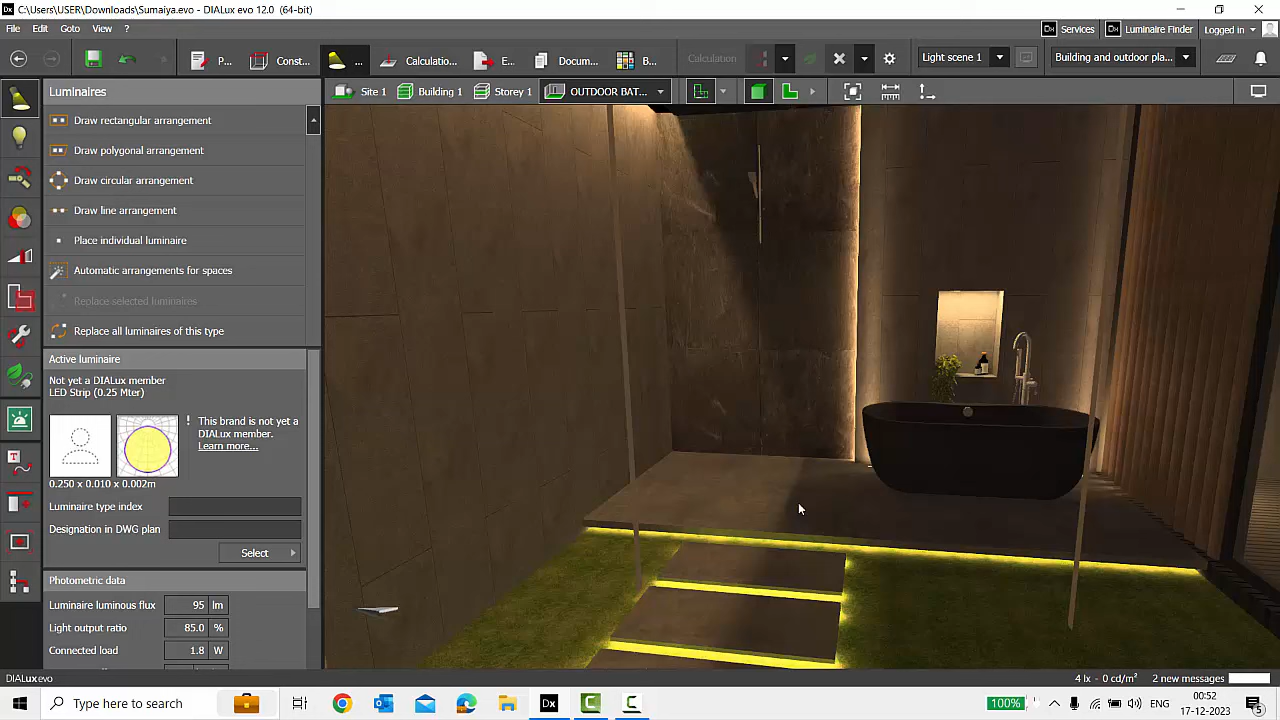 C:\Users\USER\Downloads\Sumaiya.evo - DIALux evo 12.0 (64-bit)
File Edit Goto View ?
Services Luminaire Finder Logged in
P... Const... ... Calculatio... E... Docum... B... Calculation Light scene 1 Building and outdoor pla...
Luminaires
Site 1 Building 1 Storey 1 OUTDOOR BAT...
Draw rectangular arrangement
Draw polygonal arrangement
Draw circular arrangement
Draw line arrangement
Place individual luminaire
Automatic arrangements for spaces
Replace selected luminaires
Replace all luminaires of this type
Active luminaire
Not yet a DIALux member
LED Strip (0.25 Mter)
! This brand is not yet a
DIALux member.
Learn more...
0.250 x 0.010 x 0.002m
Luminaire type index
Designation in DWG plan
Select
Photometric data
Luminaire luminous flux 95 lm
Light output ratio 85.0 %
Connected load 1.8 W
DIALux evo
4 lx - 0 cd/m² 2 new messages
Type here to search
Dx
100%
ENG
00:52
17-12-2023
5